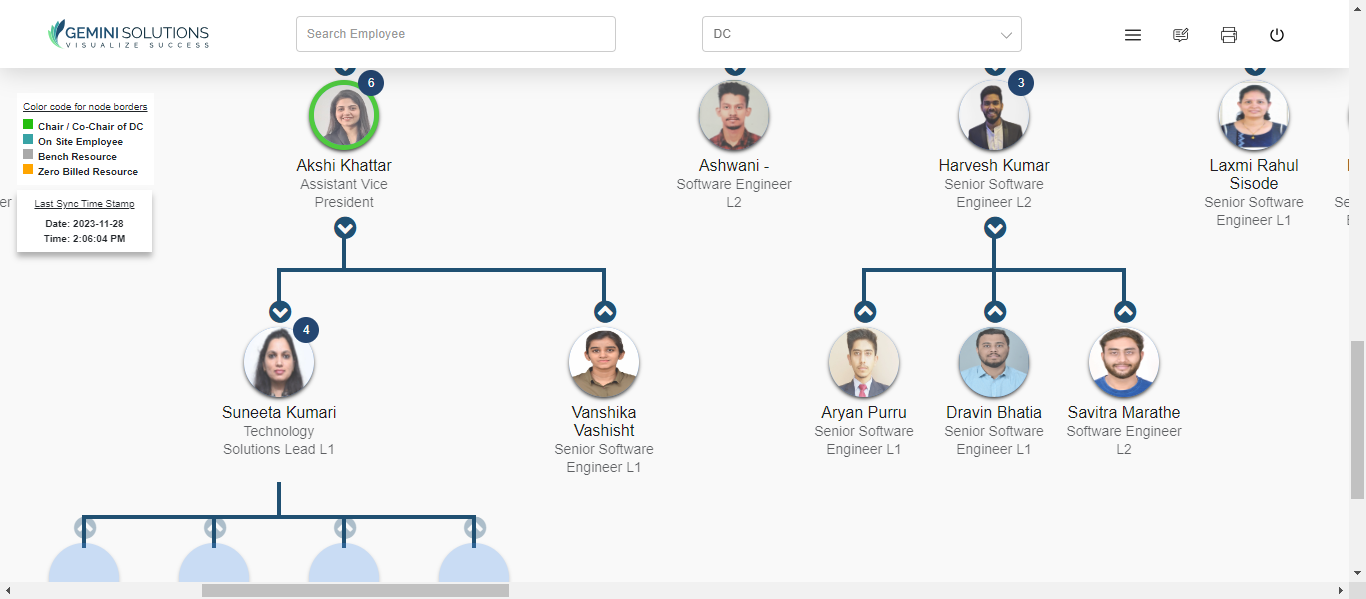 GEMINI SOLUTIONS
VISUALIZE SUCCESS
Search Employee
DC
Color code for node borders
Chair / Co-Chair of DC
On Site Employee
Bench Resource
Zero Billed Resource
Last Sync Time Stamp
Date: 2023-11-28
Time: 2:06:04 PM
er
6
Akshi Khattar
Assistant Vice
President
Ashwani -
Software Engineer
L2
3
Harvesh Kumar
Senior Software
Engineer L2
Laxmi Rahul
Sisode
Senior Software
Engineer L1
4
Suneeta Kumari
Technology
Solutions Lead L1
Vanshika
Vashisht
Senior Software
Engineer L1
Aryan Purru
Senior Software
Engineer L1
Dravin Bhatia
Senior Software
Engineer L1
Savitra Marathe
Software Engineer
L2